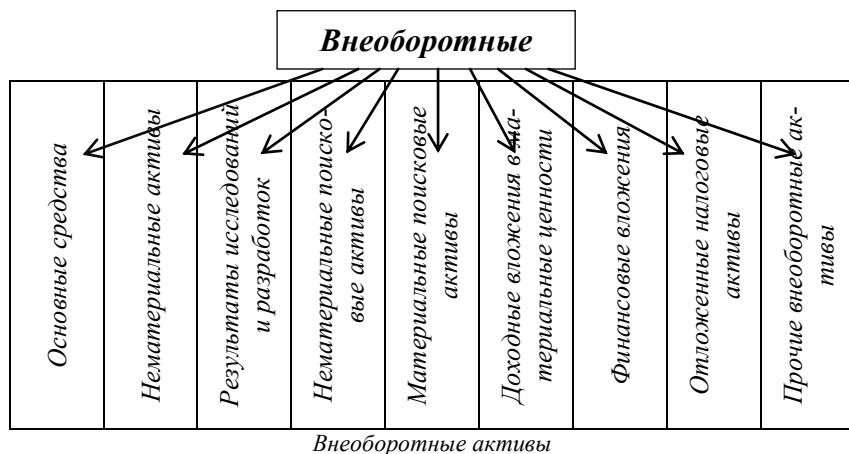 Внеоборотные
Основные средства
Нематериальные активы
Результаты исследований
и разработок
Нематериальные поиско-
вые активы
Материальные поисковые
активы
Доходные вложения в ма-
териальные ценности
Финансовые вложения
Отложенные налоговые
активы
Прочие внеоборотные ак-
тивы
Внеоборотные активы